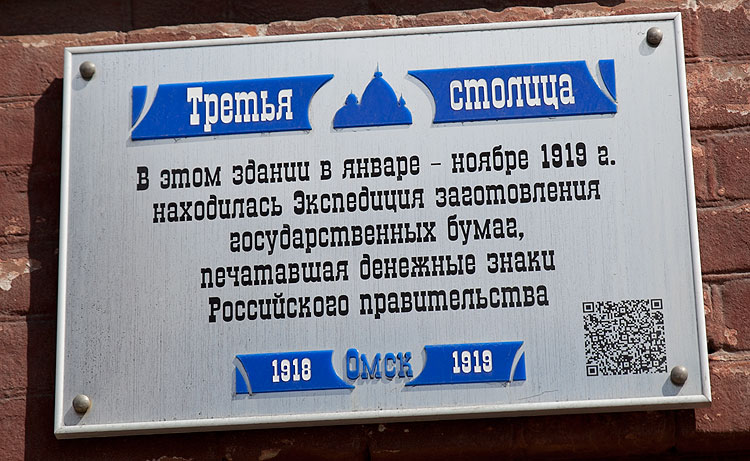 Третья столица
В этом здании в январе – ноябре 1919 г.
находилась Экспедиция заготовления
государственных бумаг,
печатавшая денежные знаки
Российского правительства
1918 Омск 1919